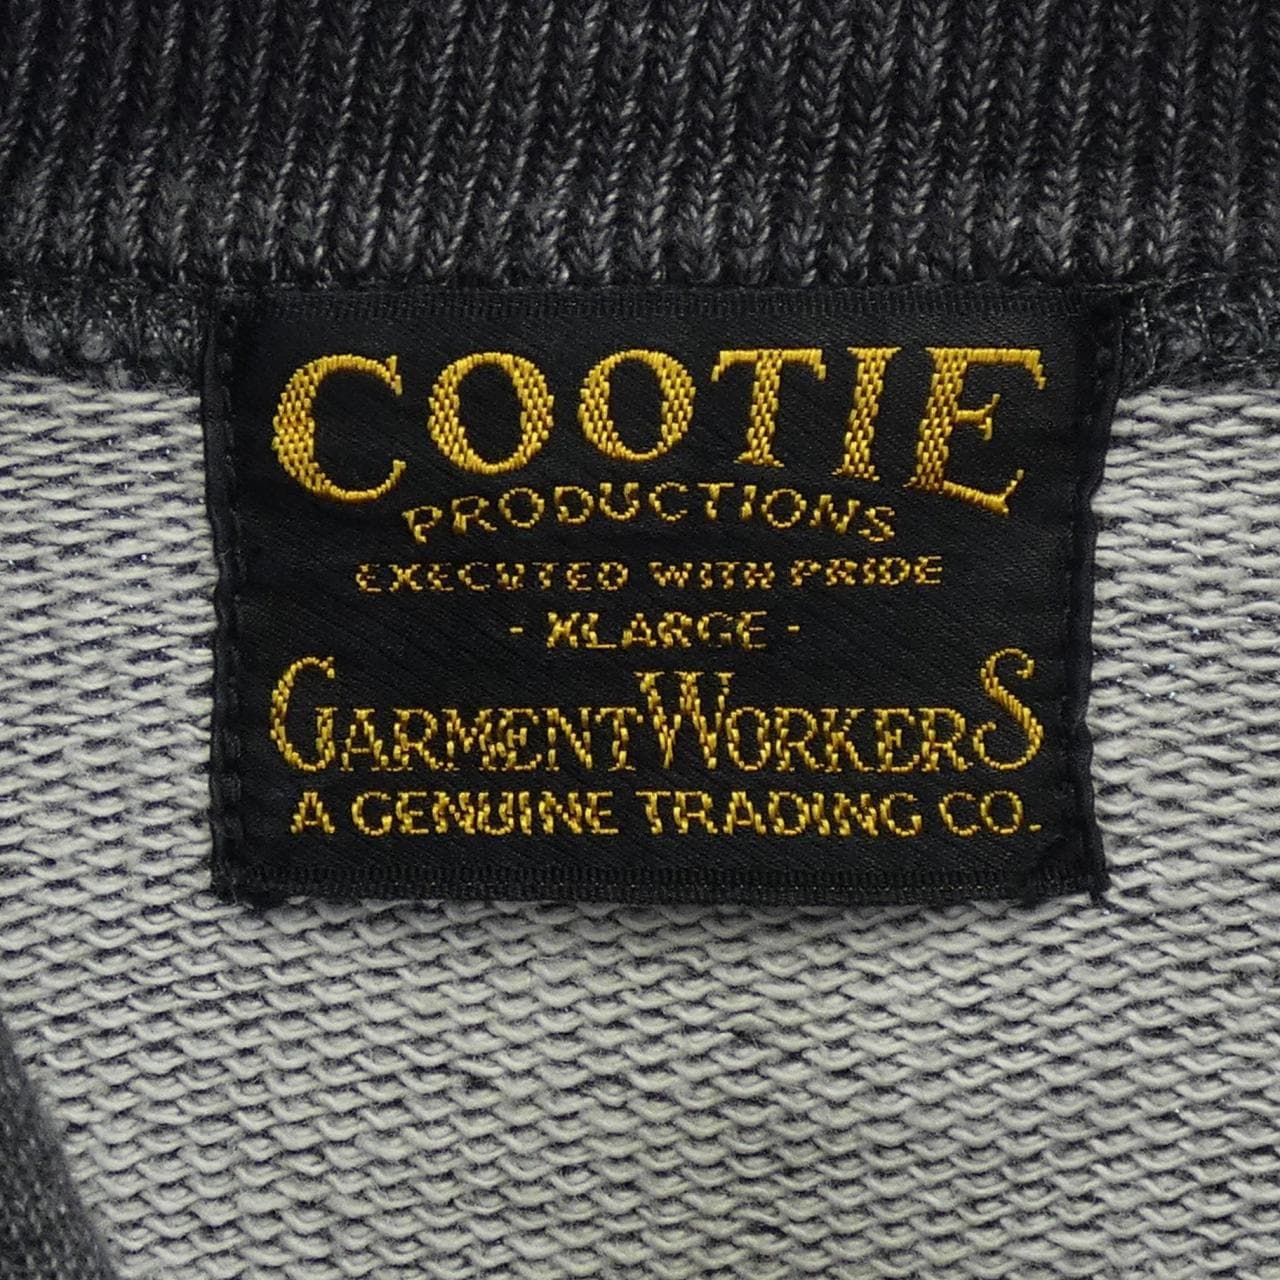 COOTIE
PRODUCTIONS
EXECUTED WITH PRIDE
- XLARGE -
GARMENT WORKERS
A GENUINE TRADING CO.